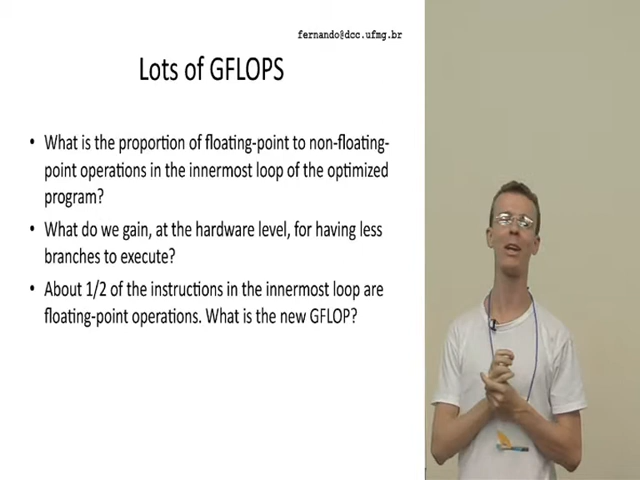 fernando@dcc.ufmg.br
Lots of GFLOPS
• What is the proportion of floating-point to non-floating-
point operations in the innermost loop of the optimized
program?
• What do we gain, at the hardware level, for having less
branches to execute?
• About 1/2 of the instructions in the innermost loop are
floating-point operations. What is the new GFLOP?